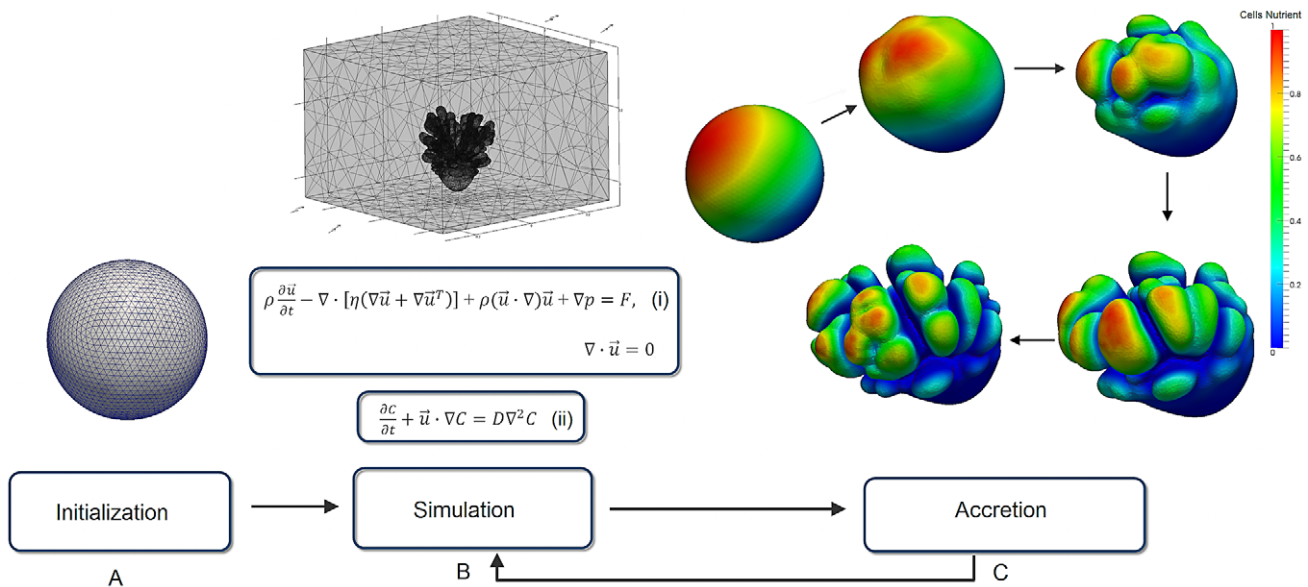 Cells Nutrient
1
0.8
0.6
0.4
0.2
0
ρ ∂u⃗/∂t − ∇ · [η(∇u⃗ + ∇u⃗ᵀ)] + ρ(u⃗ · ∇)u⃗ + ∇p = F, (i)
∇ · u⃗ = 0
∂C/∂t + u⃗ · ∇C = D∇²C (ii)
Initialization
Simulation
Accretion
A
B
C